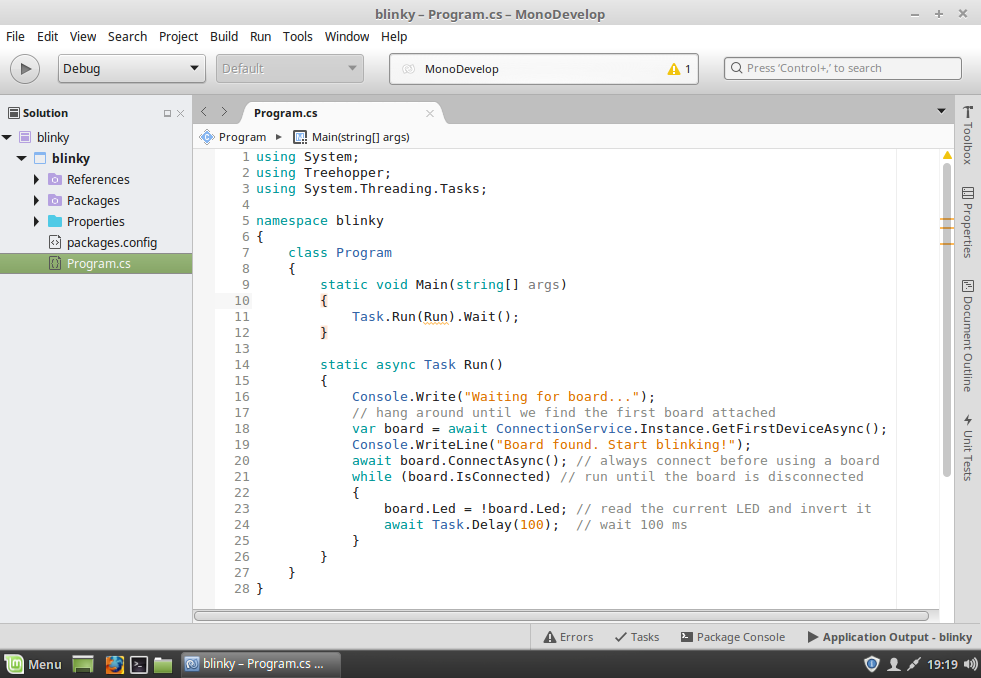 blinky – Program.cs – MonoDevelop
File Edit View Search Project Build Run Tools Window Help
Debug Default MonoDevelop 1 Press ‘Control+,’ to search
Solution
blinky
blinky
References
Packages
Properties
packages.config
Program.cs
Program.cs
Program Main(string[] args)
1 using System;
2 using Treehopper;
3 using System.Threading.Tasks;
4
5 namespace blinky
6 {
7     class Program
8     {
9         static void Main(string[] args)
10         {
11             Task.Run(Run).Wait();
12         }
13
14         static async Task Run()
15         {
16             Console.Write("Waiting for board...");
17             // hang around until we find the first board attached
18             var board = await ConnectionService.Instance.GetFirstDeviceAsync();
19             Console.WriteLine("Board found. Start blinking!");
20             await board.ConnectAsync(); // always connect before using a board
21             while (board.IsConnected) // run until the board is disconnected
22             {
23                 board.Led = !board.Led; // read the current LED and invert it
24                 await Task.Delay(100);  // wait 100 ms
25             }
26         }
27     }
28 }
Toolbox
Properties
Document Outline
Unit Tests
Errors Tasks Package Console Application Output - blinky
Menu blinky – Program.cs ... 19:19